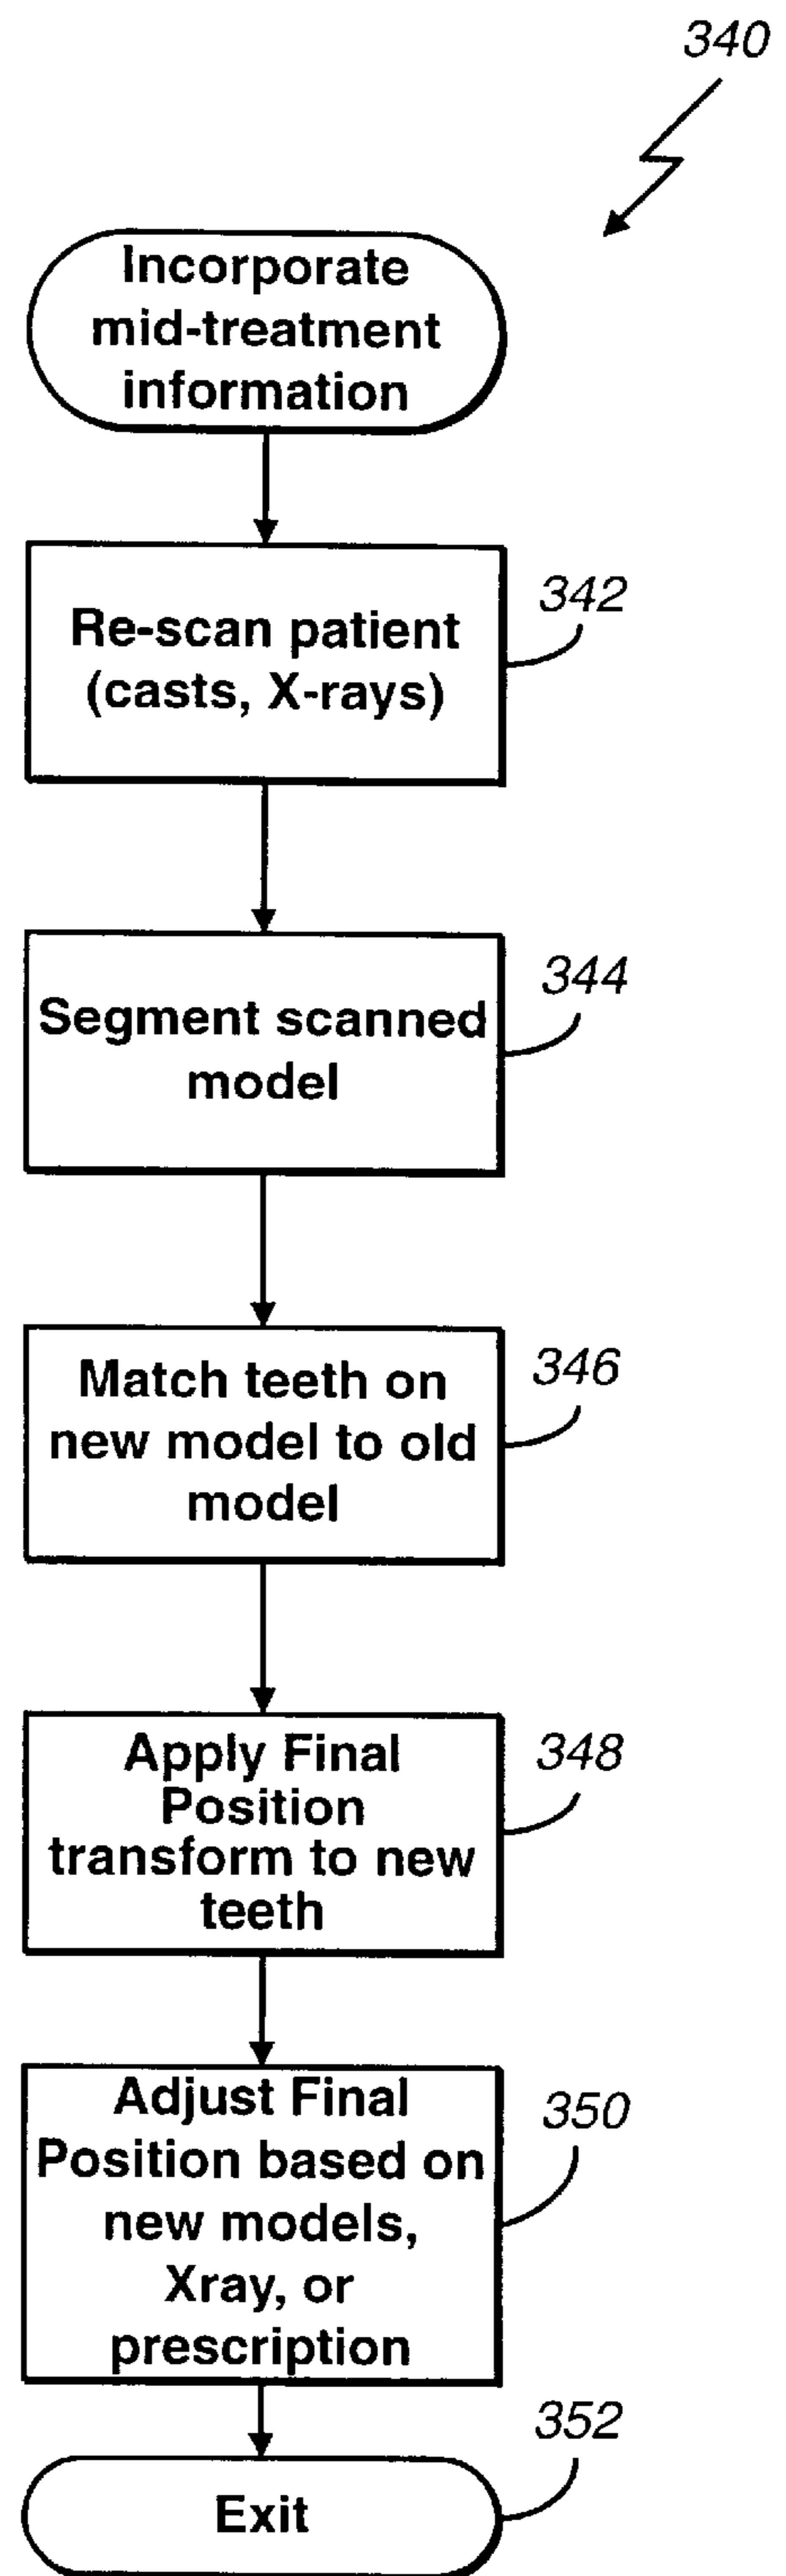 340
Incorporate
mid-treatment
information
Re-scan patient
(casts, X-rays)
342
Segment scanned
model
344
Match teeth on
new model to old
model
346
Apply Final
Position
transform to new
teeth
348
Adjust Final
Position based on
new models,
Xray, or
prescription
350
Exit
352